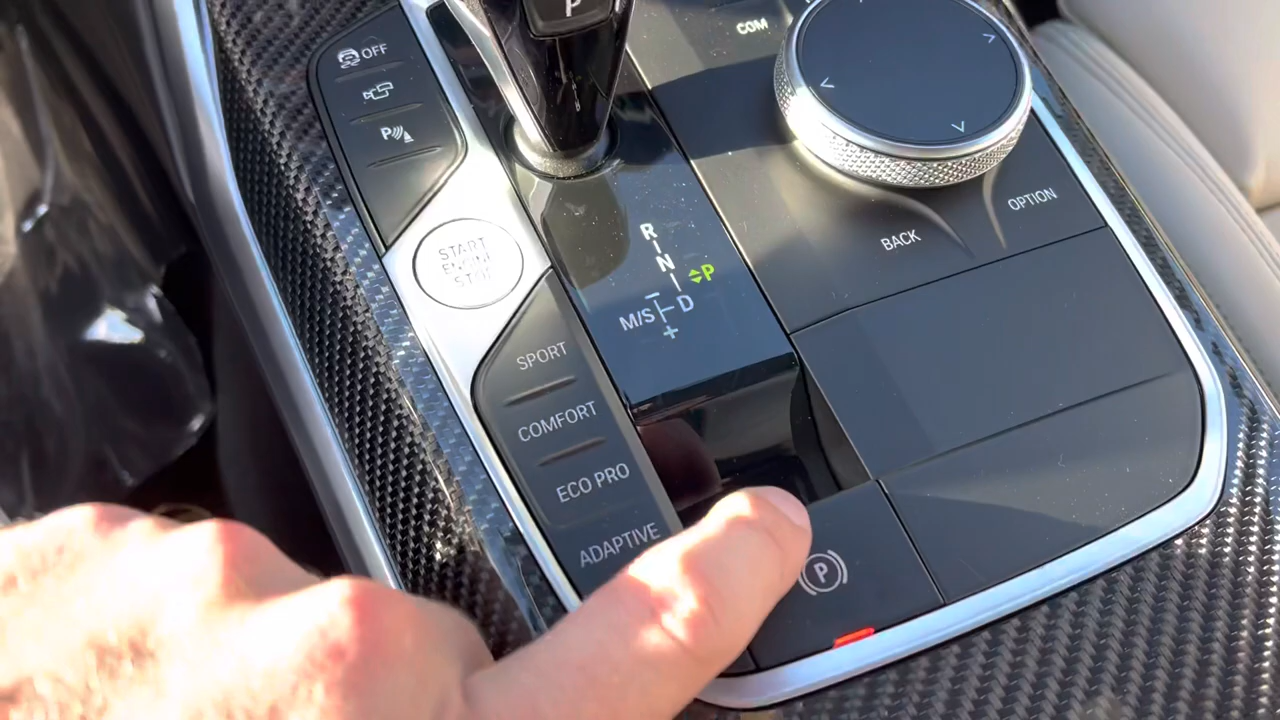 P
COM
OFF
P
START
ENGINE
STOP
OPTION
BACK
R
N
P
M/S
D
+
SPORT
COMFORT
ECO PRO
ADAPTIVE
P